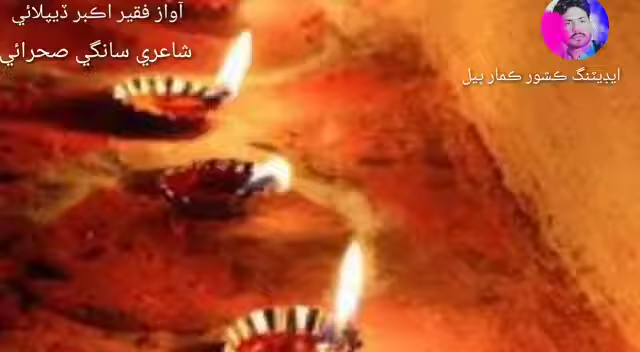 آواز فقير اڪبر ڏيپلائي
شاعري سانگي صحرائي
ايڊيٽنگ ڪشور ڪمار ڀيل